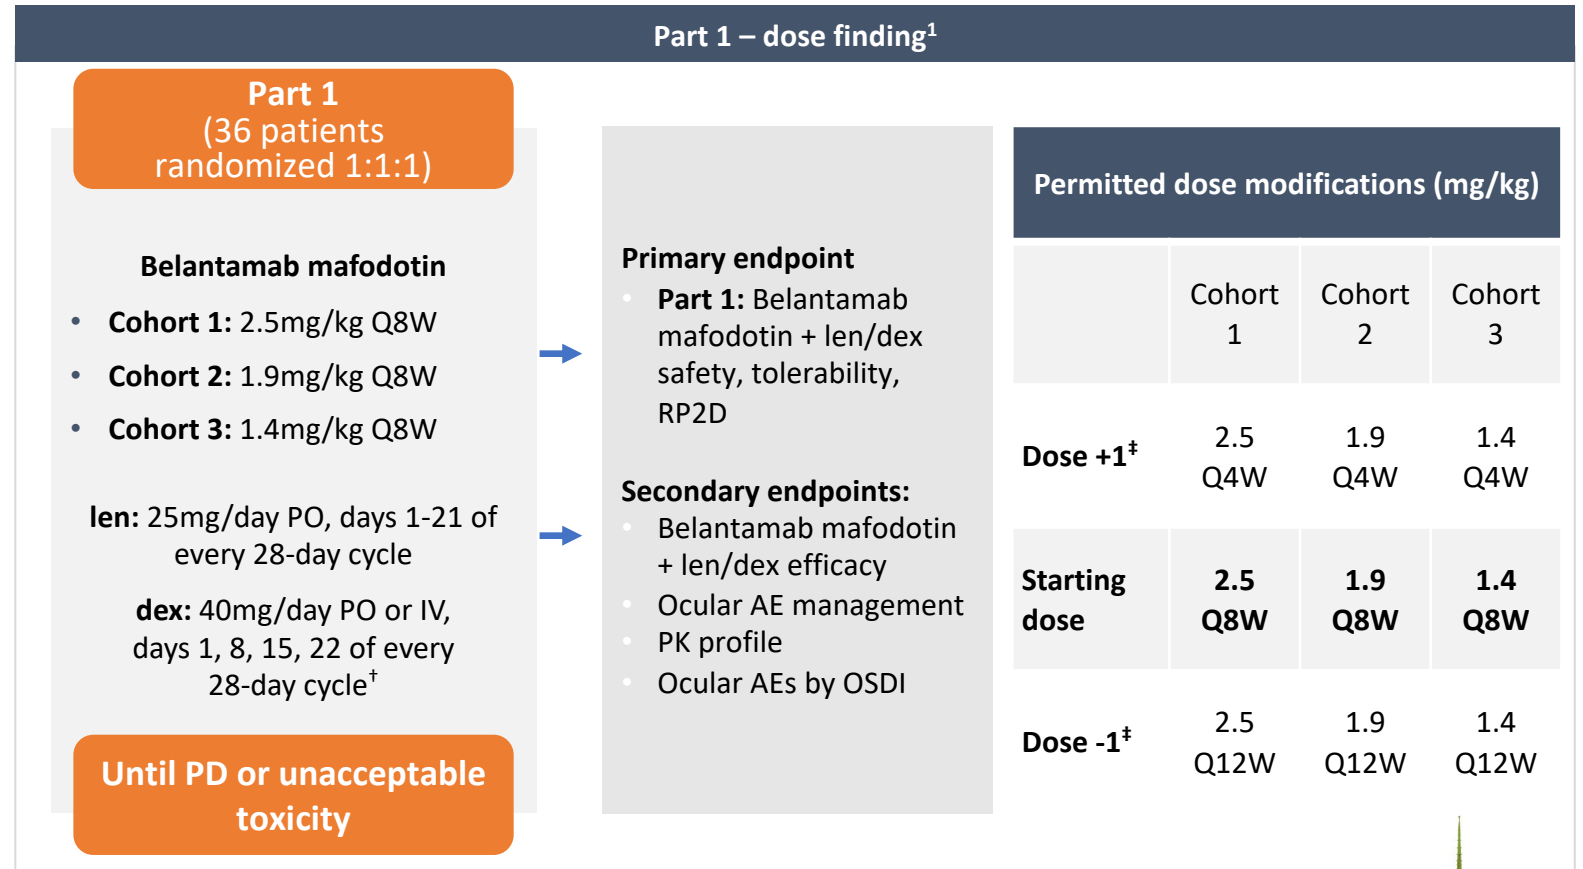 Part 1 – dose finding¹
Part 1
(36 patients
randomized 1:1:1)
Belantamab mafodotin
• Cohort 1: 2.5mg/kg Q8W
• Cohort 2: 1.9mg/kg Q8W
• Cohort 3: 1.4mg/kg Q8W
len: 25mg/day PO, days 1-21 of
every 28-day cycle
dex: 40mg/day PO or IV,
days 1, 8, 15, 22 of every
28-day cycle†
Until PD or unacceptable
toxicity
Primary endpoint
• Part 1: Belantamab
mafodotin + len/dex
safety, tolerability,
RP2D
Secondary endpoints:
• Belantamab mafodotin
+ len/dex efficacy
• Ocular AE management
• PK profile
• Ocular AEs by OSDI
Permitted dose modifications (mg/kg)
Cohort Cohort Cohort
1 2 3
Dose +1‡ 2.5 1.9 1.4
Q4W Q4W Q4W
Starting 2.5 1.9 1.4
dose Q8W Q8W Q8W
Dose -1‡ 2.5 1.9 1.4
Q12W Q12W Q12W